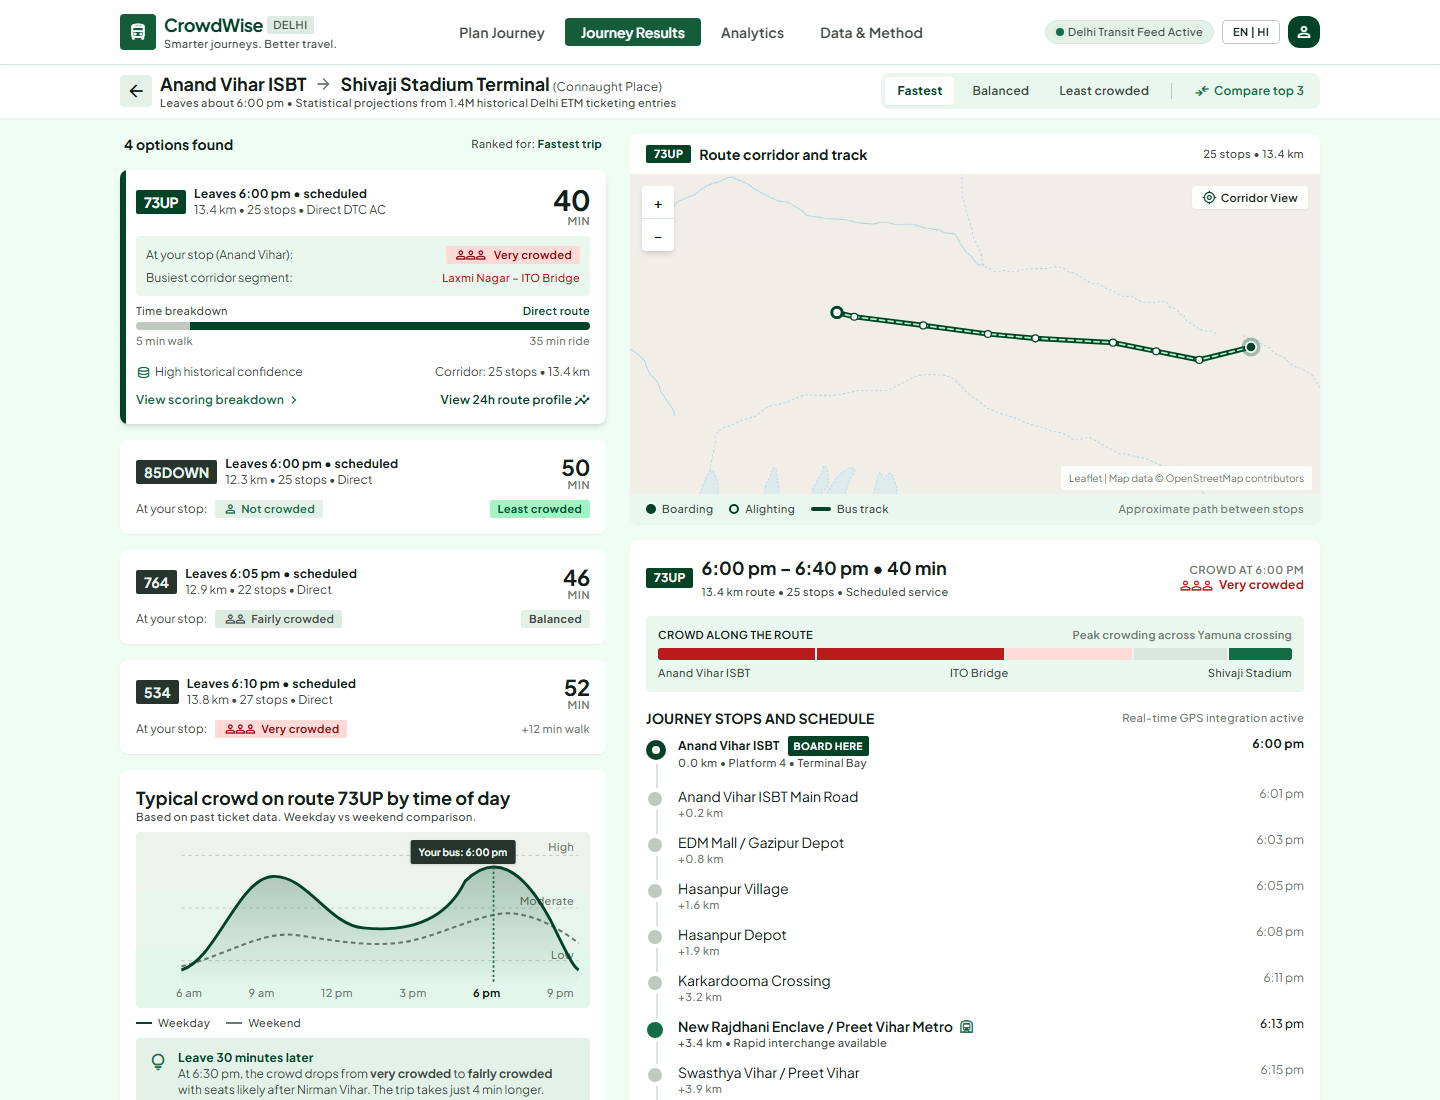 CrowdWise DELHI
Smarter journeys. Better travel.
Plan Journey
Journey Results
Analytics
Data & Method
Delhi Transit Feed Active
EN | HI
Anand Vihar ISBT → Shivaji Stadium Terminal (Connaught Place)
Leaves about 6:00 pm • Statistical projections from 1.4M historical Delhi ETM ticketing entries
Fastest
Balanced
Least crowded
Compare top 3
4 options found
Ranked for: Fastest trip
73UP
Leaves 6:00 pm • scheduled
13.4 km • 25 stops • Direct DTC AC
40
MIN
At your stop (Anand Vihar):
Very crowded
Busiest corridor segment:
Laxmi Nagar – ITO Bridge
Time breakdown
Direct route
5 min walk
35 min ride
High historical confidence
Corridor: 25 stops • 13.4 km
View scoring breakdown
View 24h route profile
85DOWN
Leaves 6:00 pm • scheduled
12.3 km • 25 stops • Direct
50
MIN
At your stop:
Not crowded
Least crowded
764
Leaves 6:05 pm • scheduled
12.9 km • 22 stops • Direct
46
MIN
At your stop:
Fairly crowded
Balanced
534
Leaves 6:10 pm • scheduled
13.8 km • 27 stops • Direct
52
MIN
At your stop:
Very crowded
+12 min walk
Typical crowd on route 73UP by time of day
Based on past ticket data. Weekday vs weekend comparison.
Your bus: 6:00 pm
High
Moderate
Low
6 am
9 am
12 pm
3 pm
6 pm
9 pm
Weekday
Weekend
Leave 30 minutes later
At 6:30 pm, the crowd drops from very crowded to fairly crowded
with seats likely after Nirman Vihar. The trip takes just 4 min longer.
73UP
Route corridor and track
25 stops • 13.4 km
+
−
Corridor View
Leaflet | Map data © OpenStreetMap contributors
Boarding
Alighting
Bus track
Approximate path between stops
73UP
6:00 pm – 6:40 pm • 40 min
13.4 km route • 25 stops • Scheduled service
CROWD AT 6:00 PM
Very crowded
CROWD ALONG THE ROUTE
Peak crowding across Yamuna crossing
Anand Vihar ISBT
ITO Bridge
Shivaji Stadium
JOURNEY STOPS AND SCHEDULE
Real-time GPS integration active
Anand Vihar ISBT BOARD HERE
6:00 pm
0.0 km • Platform 4 • Terminal Bay
Anand Vihar ISBT Main Road
6:01 pm
+0.2 km
EDM Mall / Gazipur Depot
6:03 pm
+0.8 km
Hasanpur Village
6:05 pm
+1.6 km
Hasanpur Depot
6:08 pm
+1.9 km
Karkardooma Crossing
6:11 pm
+3.2 km
New Rajdhani Enclave / Preet Vihar Metro
6:13 pm
+3.4 km • Rapid interchange available
Swasthya Vihar / Preet Vihar
6:15 pm
+3.9 km